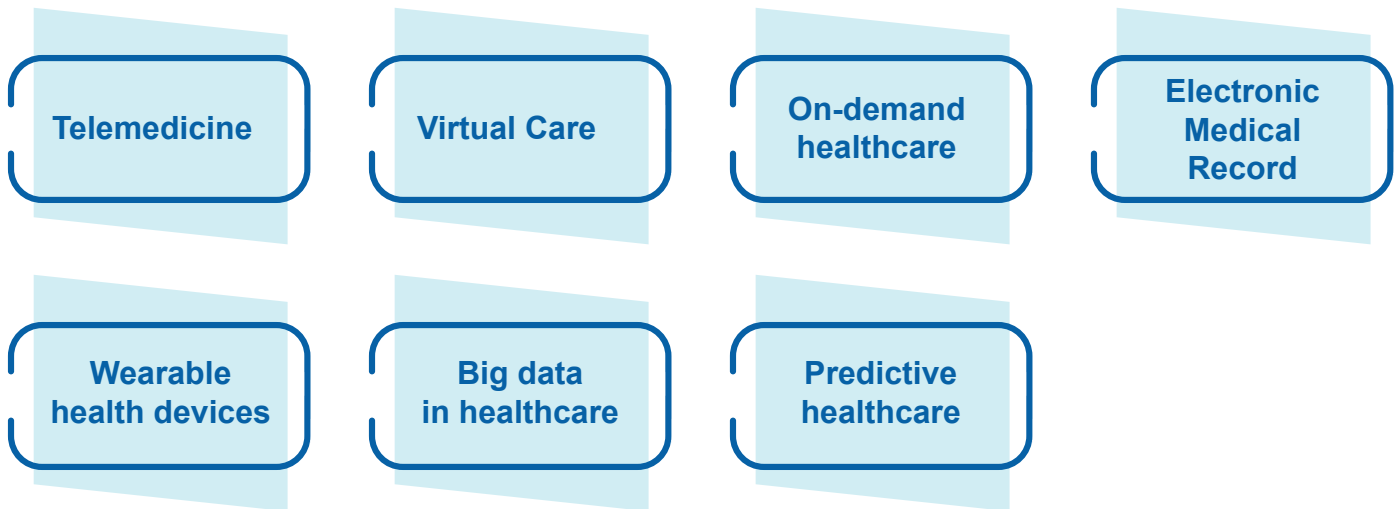 Telemedicine
Virtual Care
On-demand
healthcare
Electronic
Medical
Record
Wearable
health devices
Big data
in healthcare
Predictive
healthcare